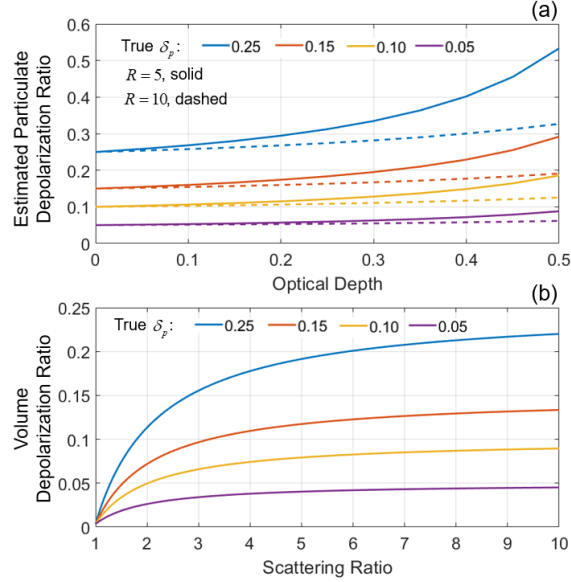 (a)
0.6
True δp: 0.25 0.15 0.10 0.05
0.5
R = 5, solid
0.4
R = 10, dashed
0.3
0.2
0.1
0
Estimated Particulate
Depolarization Ratio
0 0.1 0.2 0.3 0.4 0.5
Optical Depth
(b)
0.25
True δp: 0.25 0.15 0.10 0.05
0.2
0.15
0.1
0.05
0
Volume
Depolarization Ratio
1 2 3 4 5 6 7 8 9 10
Scattering Ratio